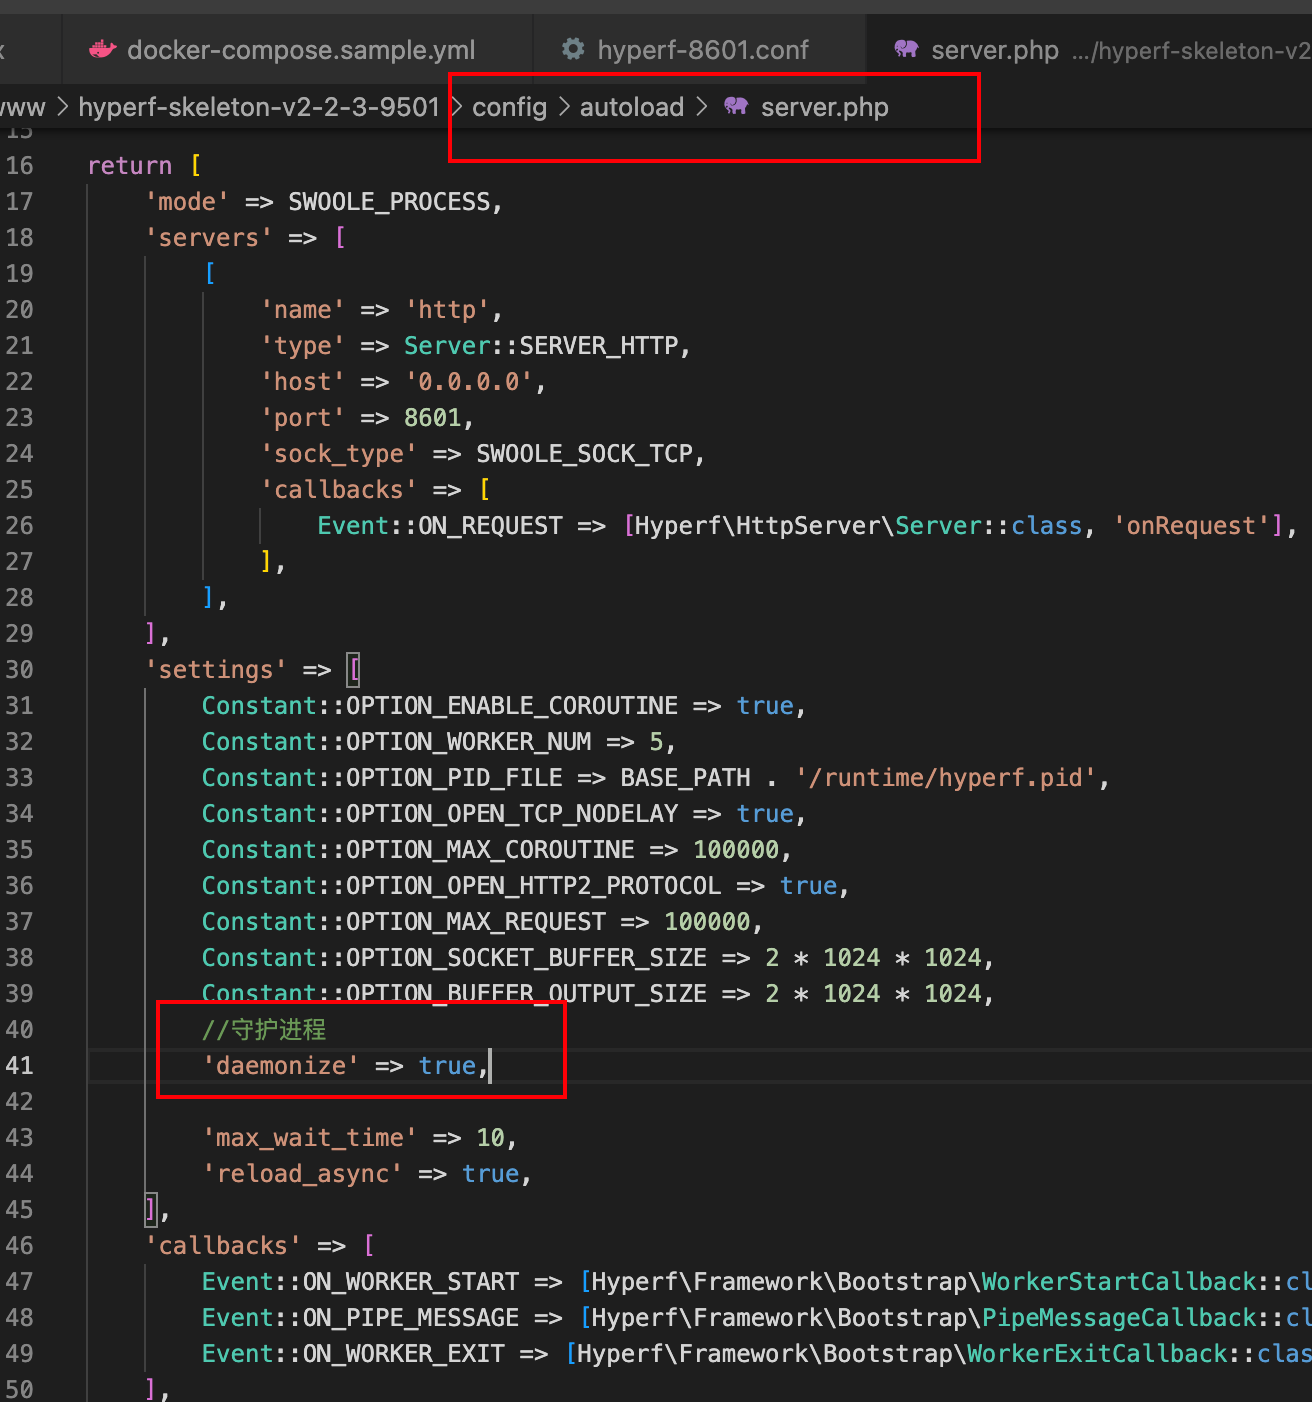 docker-compose.sample.yml hyperf-8601.conf server.php .../hyperf-skeleton-v2
www > hyperf-skeleton-v2-2-3-9501 > config > autoload > server.php
15
16 return [
17 'mode' => SWOOLE_PROCESS,
18 'servers' => [
19 [
20 'name' => 'http',
21 'type' => Server::SERVER_HTTP,
22 'host' => '0.0.0.0',
23 'port' => 8601,
24 'sock_type' => SWOOLE_SOCK_TCP,
25 'callbacks' => [
26 Event::ON_REQUEST => [Hyperf\HttpServer\Server::class, 'onRequest'],
27 ],
28 ],
29 ],
30 'settings' => [
31 Constant::OPTION_ENABLE_COROUTINE => true,
32 Constant::OPTION_WORKER_NUM => 5,
33 Constant::OPTION_PID_FILE => BASE_PATH . '/runtime/hyperf.pid',
34 Constant::OPTION_OPEN_TCP_NODELAY => true,
35 Constant::OPTION_MAX_COROUTINE => 100000,
36 Constant::OPTION_OPEN_HTTP2_PROTOCOL => true,
37 Constant::OPTION_MAX_REQUEST => 100000,
38 Constant::OPTION_SOCKET_BUFFER_SIZE => 2 * 1024 * 1024,
39 Constant::OPTION_BUFFER_OUTPUT_SIZE => 2 * 1024 * 1024,
40 //守护进程
41 'daemonize' => true,
42
43 'max_wait_time' => 10,
44 'reload_async' => true,
45 ],
46 'callbacks' => [
47 Event::ON_WORKER_START => [Hyperf\Framework\Bootstrap\WorkerStartCallback::cl
48 Event::ON_PIPE_MESSAGE => [Hyperf\Framework\Bootstrap\PipeMessageCallback::cl
49 Event::ON_WORKER_EXIT => [Hyperf\Framework\Bootstrap\WorkerExitCallback::clas
50 ],